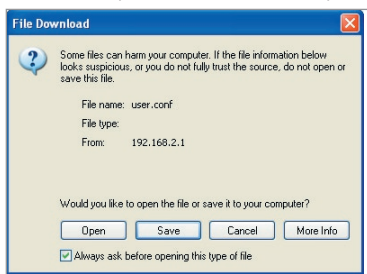 File Download
Some files can harm your computer. If the file information below
looks suspicious, or you do not fully trust the source, do not open or
save this file.
File name: user.conf
File type:
From: 192.168.2.1
Would you like to open the file or save it to your computer?
Open Save Cancel More Info
Always ask before opening this type of file